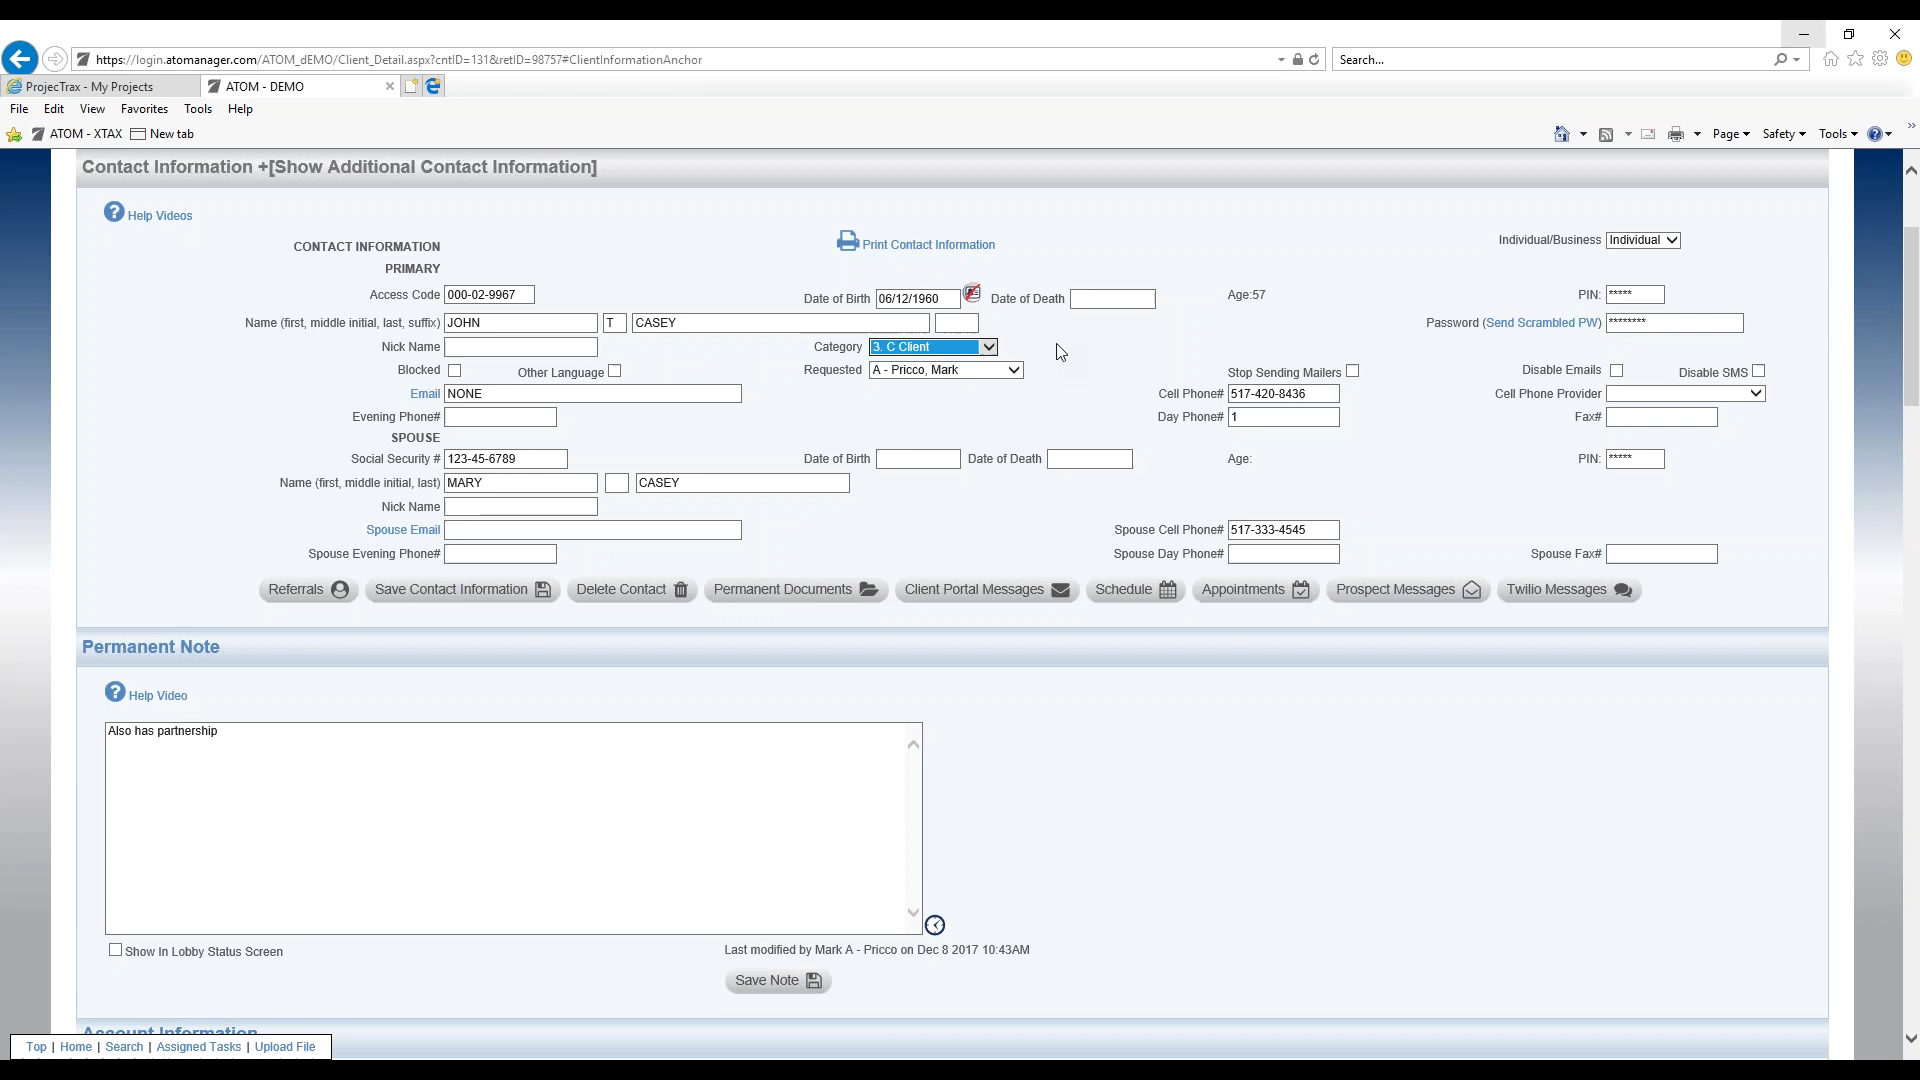 https://login.atomanager.com/ATOM_dEMO/Client_Detail.aspx?cntID=131&retID=98757#ClientInformationAnchor
Search...
ProjecTrax - My Projects
ATOM - DEMO
File Edit View Favorites Tools Help
ATOM - XTAX New tab
Page Safety Tools
Contact Information +[Show Additional Contact Information]
Help Videos
CONTACT INFORMATION
Print Contact Information
Individual/Business Individual
PRIMARY
Access Code 000-02-9967
Date of Birth 06/12/1960 Date of Death
Age:57
PIN: *****
Name (first, middle initial, last, suffix) JOHN T CASEY
Password (Send Scrambled PW) ********
Nick Name
Category 3. C Client
Blocked Other Language
Requested A - Pricco, Mark
Stop Sending Mailers
Disable Emails Disable SMS
Email NONE
Cell Phone# 517-420-8436
Cell Phone Provider
Evening Phone#
Day Phone# 1
Fax#
SPOUSE
Social Security # 123-45-6789
Date of Birth Date of Death
Age:
PIN: *****
Name (first, middle initial, last) MARY CASEY
Nick Name
Spouse Email
Spouse Cell Phone# 517-333-4545
Spouse Evening Phone#
Spouse Day Phone#
Spouse Fax#
Referrals Save Contact Information Delete Contact Permanent Documents Client Portal Messages Schedule Appointments Prospect Messages Twilio Messages
Permanent Note
Help Video
Also has partnership
Show In Lobby Status Screen
Last modified by Mark A - Pricco on Dec 8 2017 10:43AM
Save Note
Account Information
Top | Home | Search | Assigned Tasks | Upload File